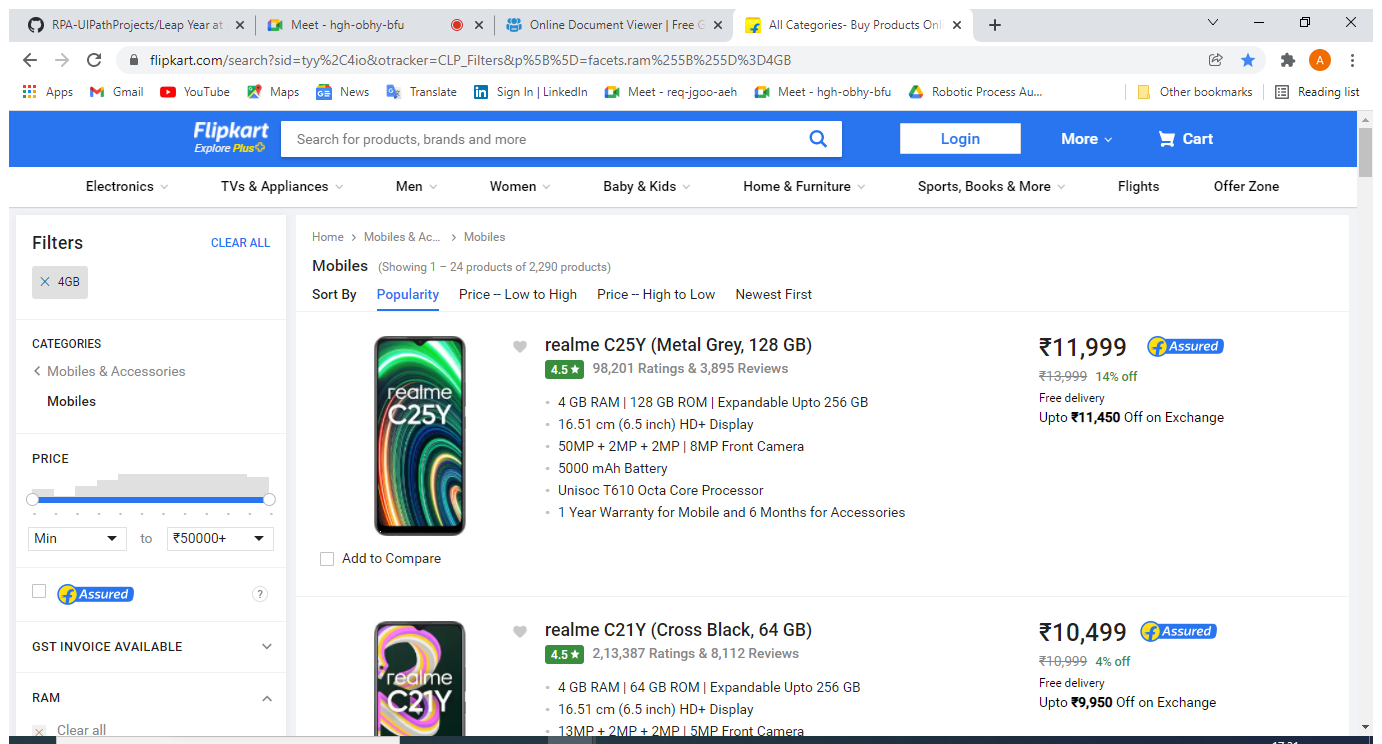 RPA-UIPathProjects/Leap Year at
Meet - hgh-obhy-bfu
Online Document Viewer | Free G
All Categories- Buy Products Onl
flipkart.com/search?sid=tyy%2C4io&otracker=CLP_Filters&p%5B%5D=facets.ram%255B%255D%3D4GB
A
Apps
Gmail
YouTube
Maps
News
Translate
Sign In | LinkedIn
Meet - req-jgoo-aeh
Meet - hgh-obhy-bfu
Robotic Process Au...
Other bookmarks
Reading list
Flipkart
Explore Plus
Search for products, brands and more
Login
More
Cart
Electronics
TVs & Appliances
Men
Women
Baby & Kids
Home & Furniture
Sports, Books & More
Flights
Offer Zone
Filters
CLEAR ALL
4GB
CATEGORIES
Mobiles & Accessories
Mobiles
PRICE
Min
to
₹50000+
Assured
?
GST INVOICE AVAILABLE
RAM
Clear all
Home
Mobiles & Ac...
Mobiles
Mobiles (Showing 1 – 24 products of 2,290 products)
Sort By
Popularity
Price -- Low to High
Price -- High to Low
Newest First
realme
C25Y
Add to Compare
realme C25Y (Metal Grey, 128 GB)
4.5★ 98,201 Ratings & 3,895 Reviews
4 GB RAM | 128 GB ROM | Expandable Upto 256 GB
16.51 cm (6.5 inch) HD+ Display
50MP + 2MP + 2MP | 8MP Front Camera
5000 mAh Battery
Unisoc T610 Octa Core Processor
1 Year Warranty for Mobile and 6 Months for Accessories
₹11,999
Assured
₹13,999 14% off
Free delivery
Upto ₹11,450 Off on Exchange
realme
C21Y
realme C21Y (Cross Black, 64 GB)
4.5★ 2,13,387 Ratings & 8,112 Reviews
4 GB RAM | 64 GB ROM | Expandable Upto 256 GB
16.51 cm (6.5 inch) HD+ Display
13MP + 2MP + 2MP | 5MP Front Camera
₹10,499
Assured
₹10,999 4% off
Free delivery
Upto ₹9,950 Off on Exchange